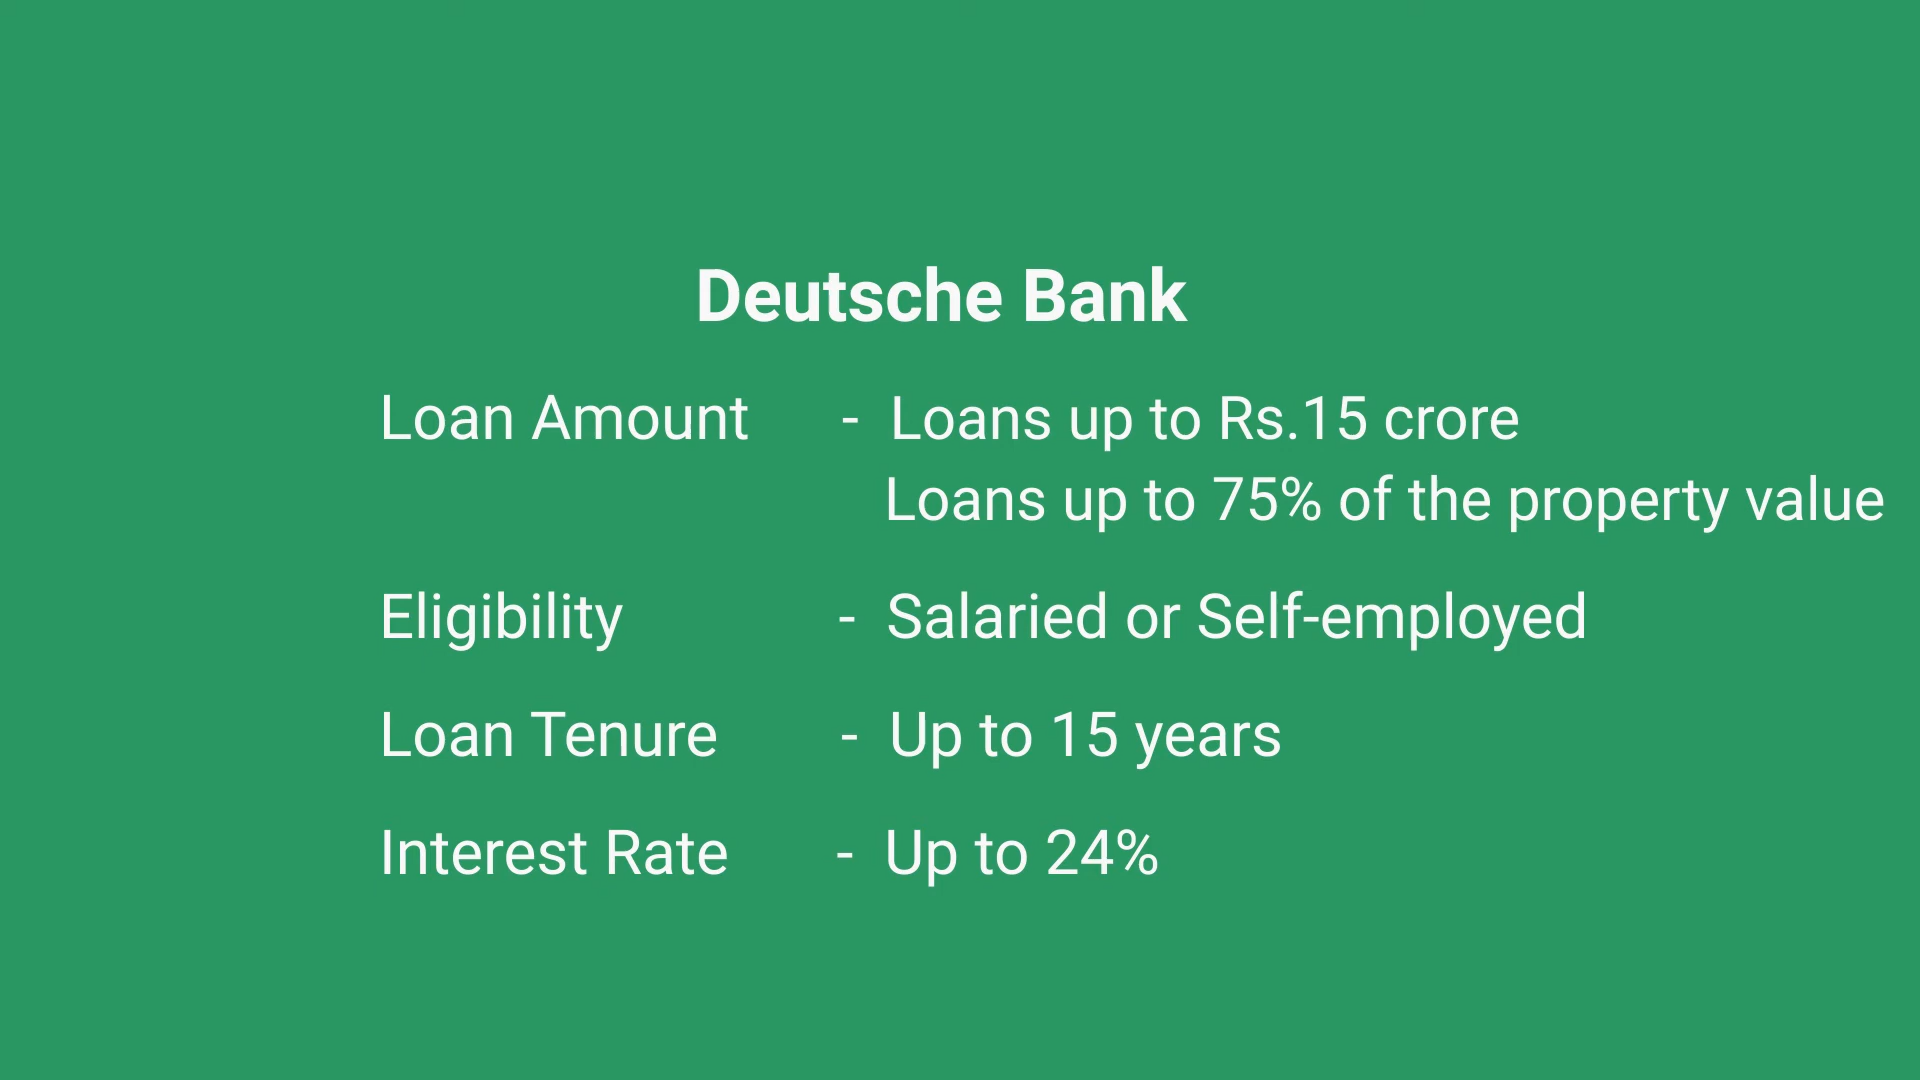 Deutsche Bank
Loan Amount - Loans up to Rs.15 crore
Loans up to 75% of the property value
Eligibility - Salaried or Self-employed
Loan Tenure - Up to 15 years
Interest Rate - Up to 24%